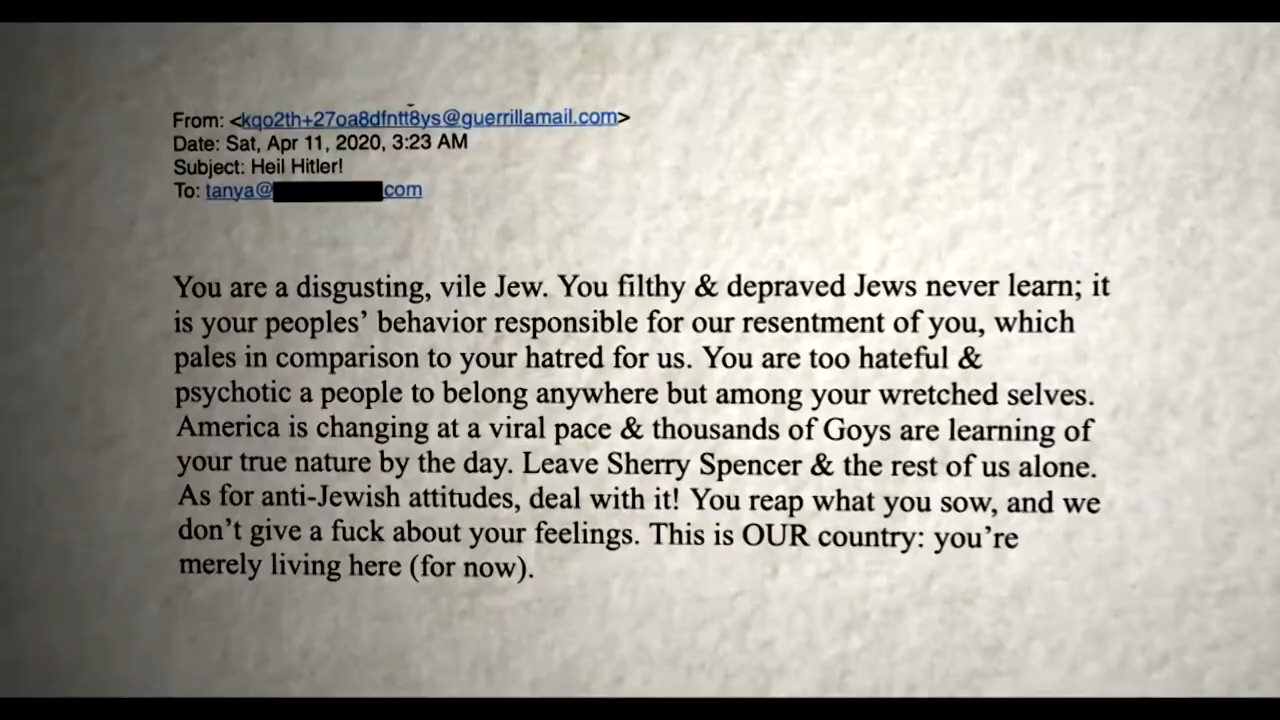 From: <kqo2th+27oa8dfntt8ys@guerrillamail.com>
Date: Sat, Apr 11, 2020, 3:23 AM
Subject: Heil Hitler!
To: tanya@ com
You are a disgusting, vile Jew. You filthy & depraved Jews never learn; it
is your peoples’ behavior responsible for our resentment of you, which
pales in comparison to your hatred for us. You are too hateful &
psychotic a people to belong anywhere but among your wretched selves.
America is changing at a viral pace & thousands of Goys are learning of
your true nature by the day. Leave Sherry Spencer & the rest of us alone.
As for anti-Jewish attitudes, deal with it! You reap what you sow, and we
don’t give a fuck about your feelings. This is OUR country: you’re
merely living here (for now).